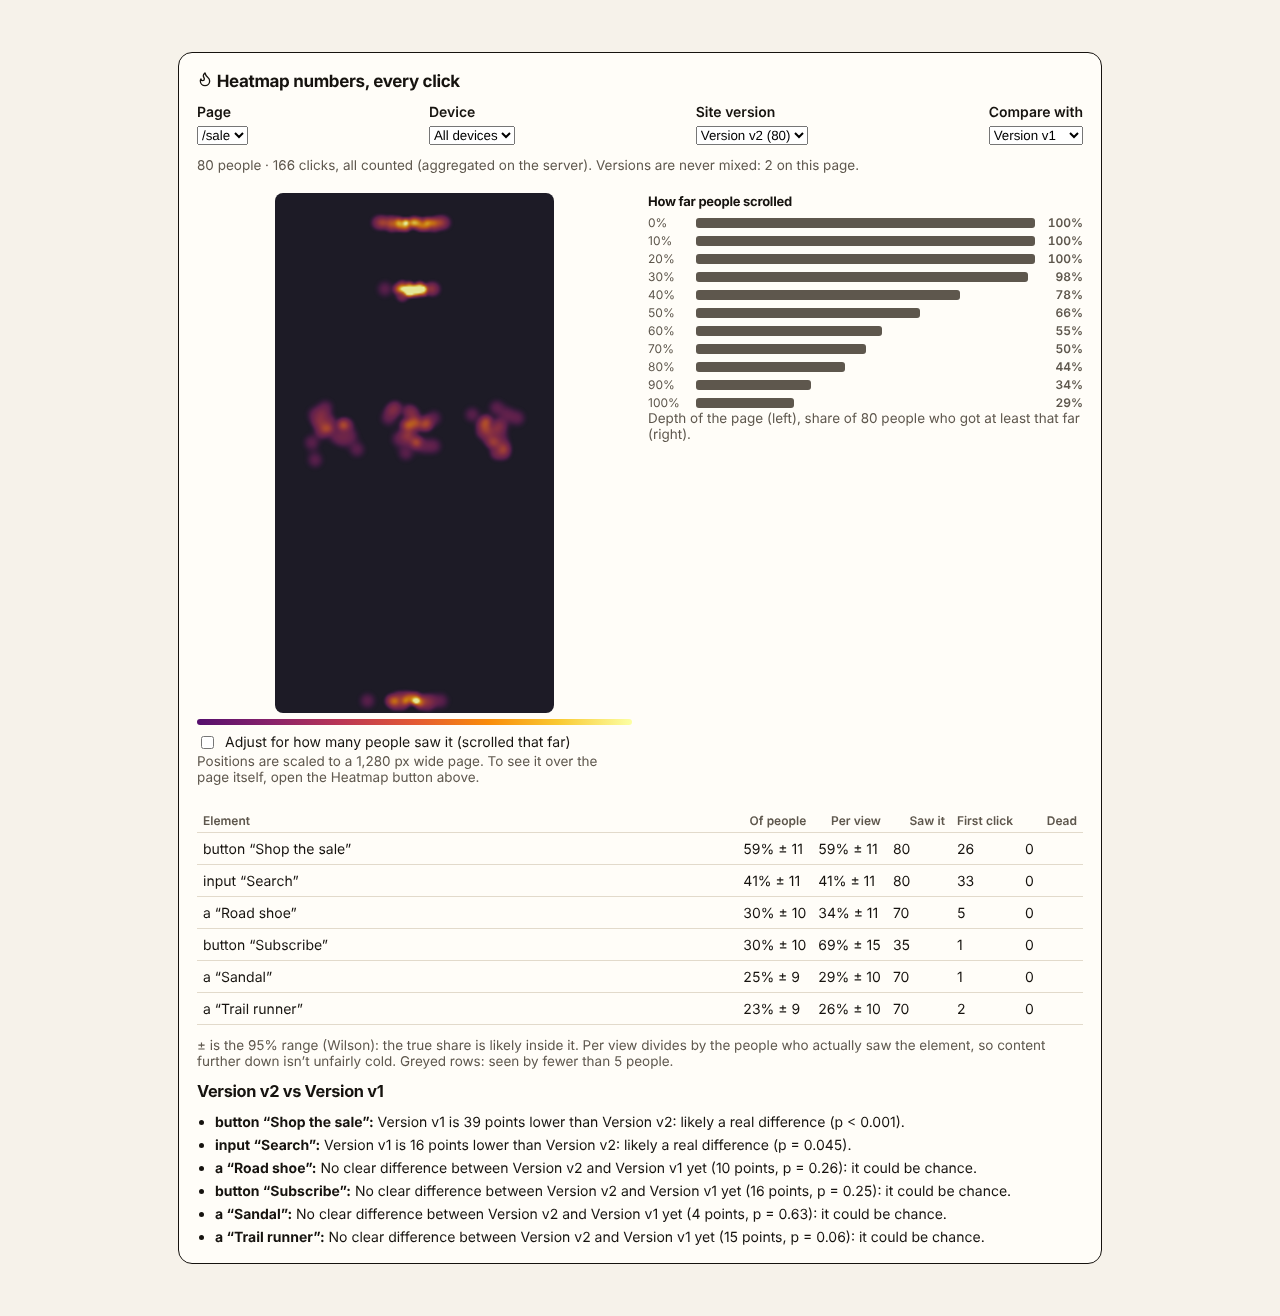 Heatmap numbers, every click
Page Device Site version Compare with
/sale All devices Version v2 (80) Version v1
80 people · 166 clicks, all counted (aggregated on the server). Versions are never mixed: 2 on this page.
How far people scrolled
0% 100%
10% 100%
20% 100%
30% 98%
40% 78%
50% 66%
60% 55%
70% 50%
80% 44%
90% 34%
100% 29%
Depth of the page (left), share of 80 people who got at least that far
(right).
Adjust for how many people saw it (scrolled that far)
Positions are scaled to a 1,280 px wide page. To see it over the
page itself, open the Heatmap button above.
Element Of people Per view Saw it First click Dead
button “Shop the sale” 59% ± 11 59% ± 11 80 26 0
input “Search” 41% ± 11 41% ± 11 80 33 0
a “Road shoe” 30% ± 10 34% ± 11 70 5 0
button “Subscribe” 30% ± 10 69% ± 15 35 1 0
a “Sandal” 25% ± 9 29% ± 10 70 1 0
a “Trail runner” 23% ± 9 26% ± 10 70 2 0
± is the 95% range (Wilson): the true share is likely inside it. Per view divides by the people who actually saw the element, so content
further down isn’t unfairly cold. Greyed rows: seen by fewer than 5 people.
Version v2 vs Version v1
• button “Shop the sale”: Version v1 is 39 points lower than Version v2: likely a real difference (p < 0.001).
• input “Search”: Version v1 is 16 points lower than Version v2: likely a real difference (p = 0.045).
• a “Road shoe”: No clear difference between Version v2 and Version v1 yet (10 points, p = 0.26): it could be chance.
• button “Subscribe”: No clear difference between Version v2 and Version v1 yet (16 points, p = 0.25): it could be chance.
• a “Sandal”: No clear difference between Version v2 and Version v1 yet (4 points, p = 0.63): it could be chance.
• a “Trail runner”: No clear difference between Version v2 and Version v1 yet (15 points, p = 0.06): it could be chance.